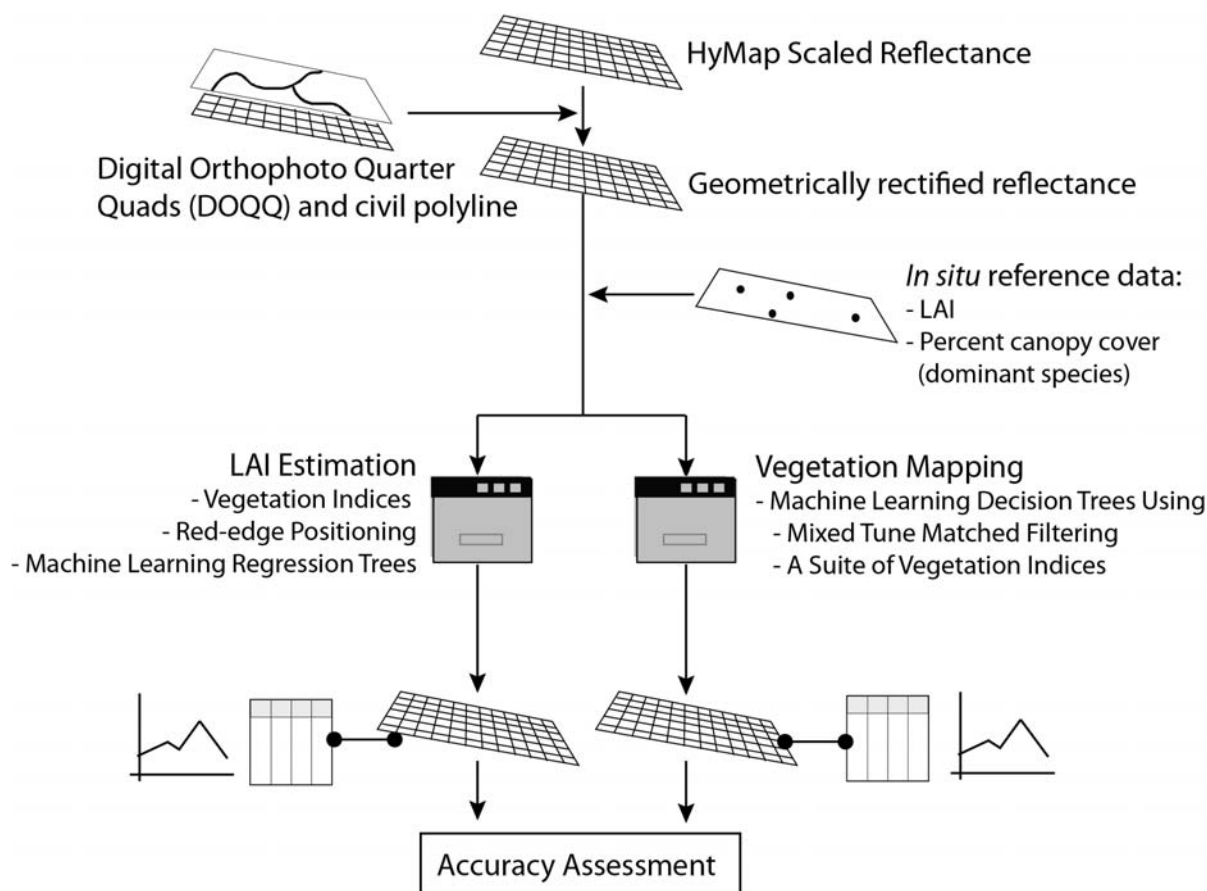 HyMap Scaled Reflectance
Digital Orthophoto Quarter
Quads (DOQQ) and civil polyline
Geometrically rectified reflectance
In situ reference data:
- LAI
- Percent canopy cover
(dominant species)
LAI Estimation
- Vegetation Indices
- Red-edge Positioning
- Machine Learning Regression Trees
Vegetation Mapping
- Machine Learning Decision Trees Using
- Mixed Tune Matched Filtering
- A Suite of Vegetation Indices
Accuracy Assessment